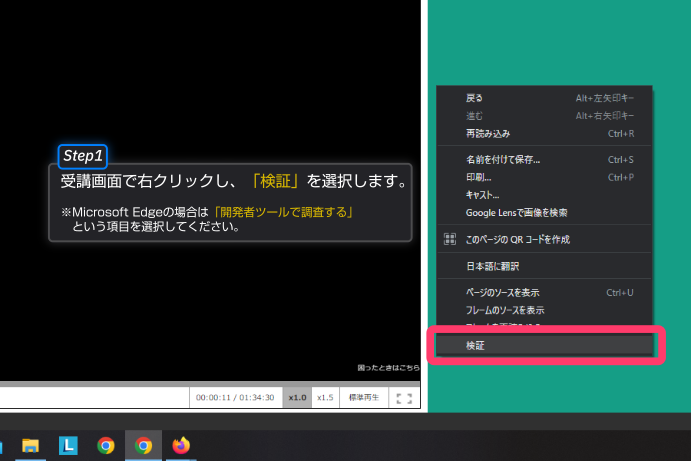 Step1
受講画面で右クリックし、「検証」を選択します。
※Microsoft Edgeの場合は「開発者ツールで調査する」
という項目を選択してください。
困ったときはこちら
00:00:11 / 01:34:30 x1.0 x1.5 標準再生
戻る Alt+左矢印キー
進む Alt+右矢印キー
再読み込み Ctrl+R
名前を付けて保存... Ctrl+S
印刷... Ctrl+P
キャスト...
Google Lensで画像を検索
このページの QR コードを作成
日本語に翻訳
ページのソースを表示 Ctrl+U
フレームのソースを表示
検証
L